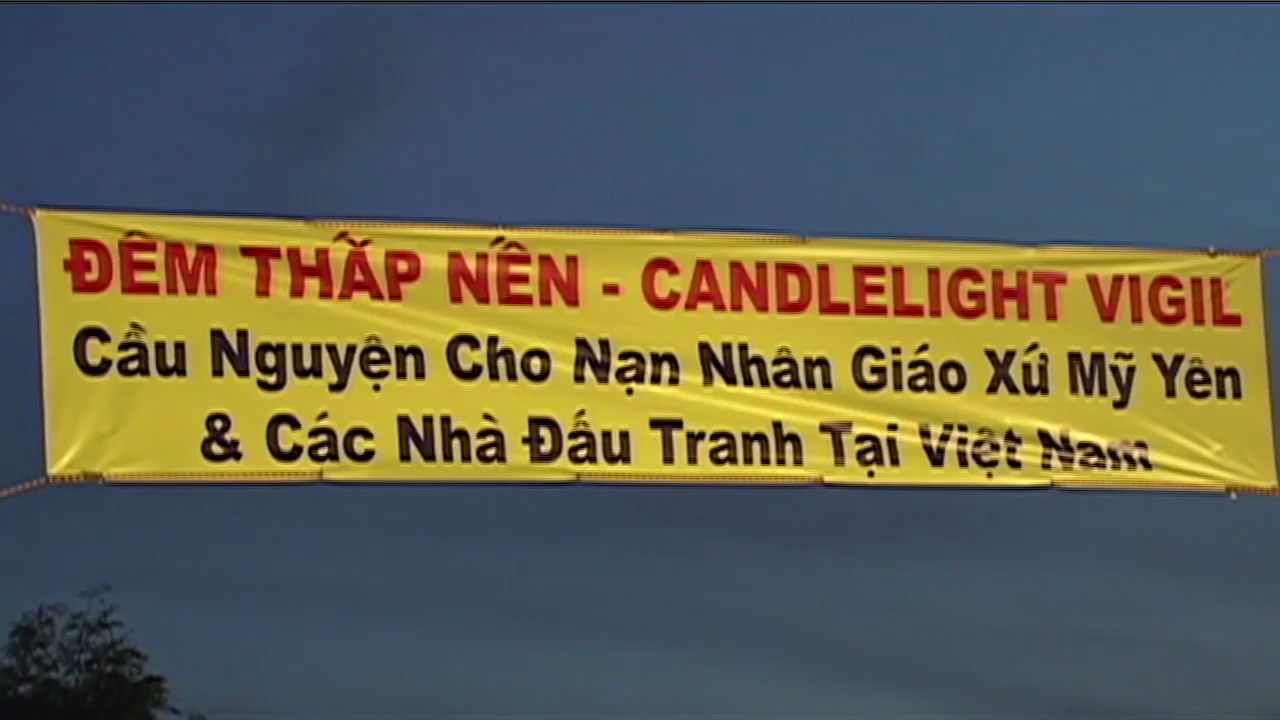 ĐÊM THẮP NẾN - CANDLELIGHT VIGIL
Cầu Nguyện Cho Nạn Nhân Giáo Xứ Mỹ Yên
& Các Nhà Đấu Tranh Tại Việt Nam